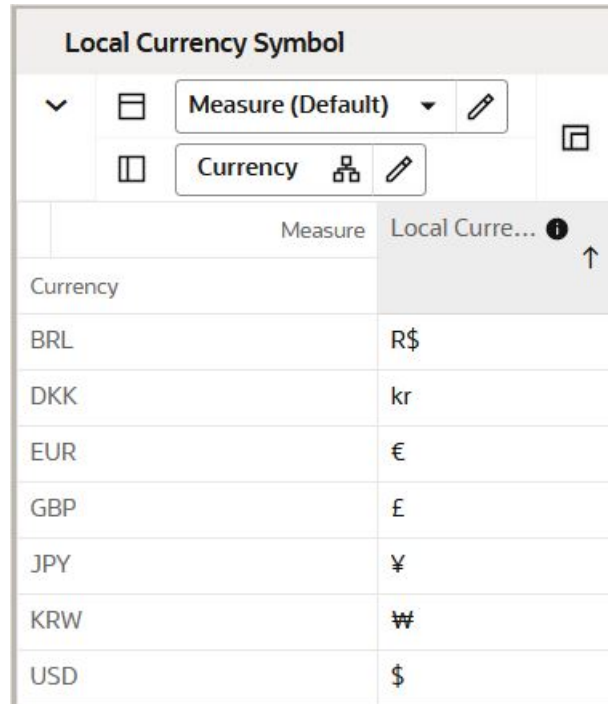 Local Currency Symbol
Measure (Default)
Currency
Measure Local Curre...
Currency
BRL R$
DKK kr
EUR €
GBP £
JPY ¥
KRW ₩
USD $